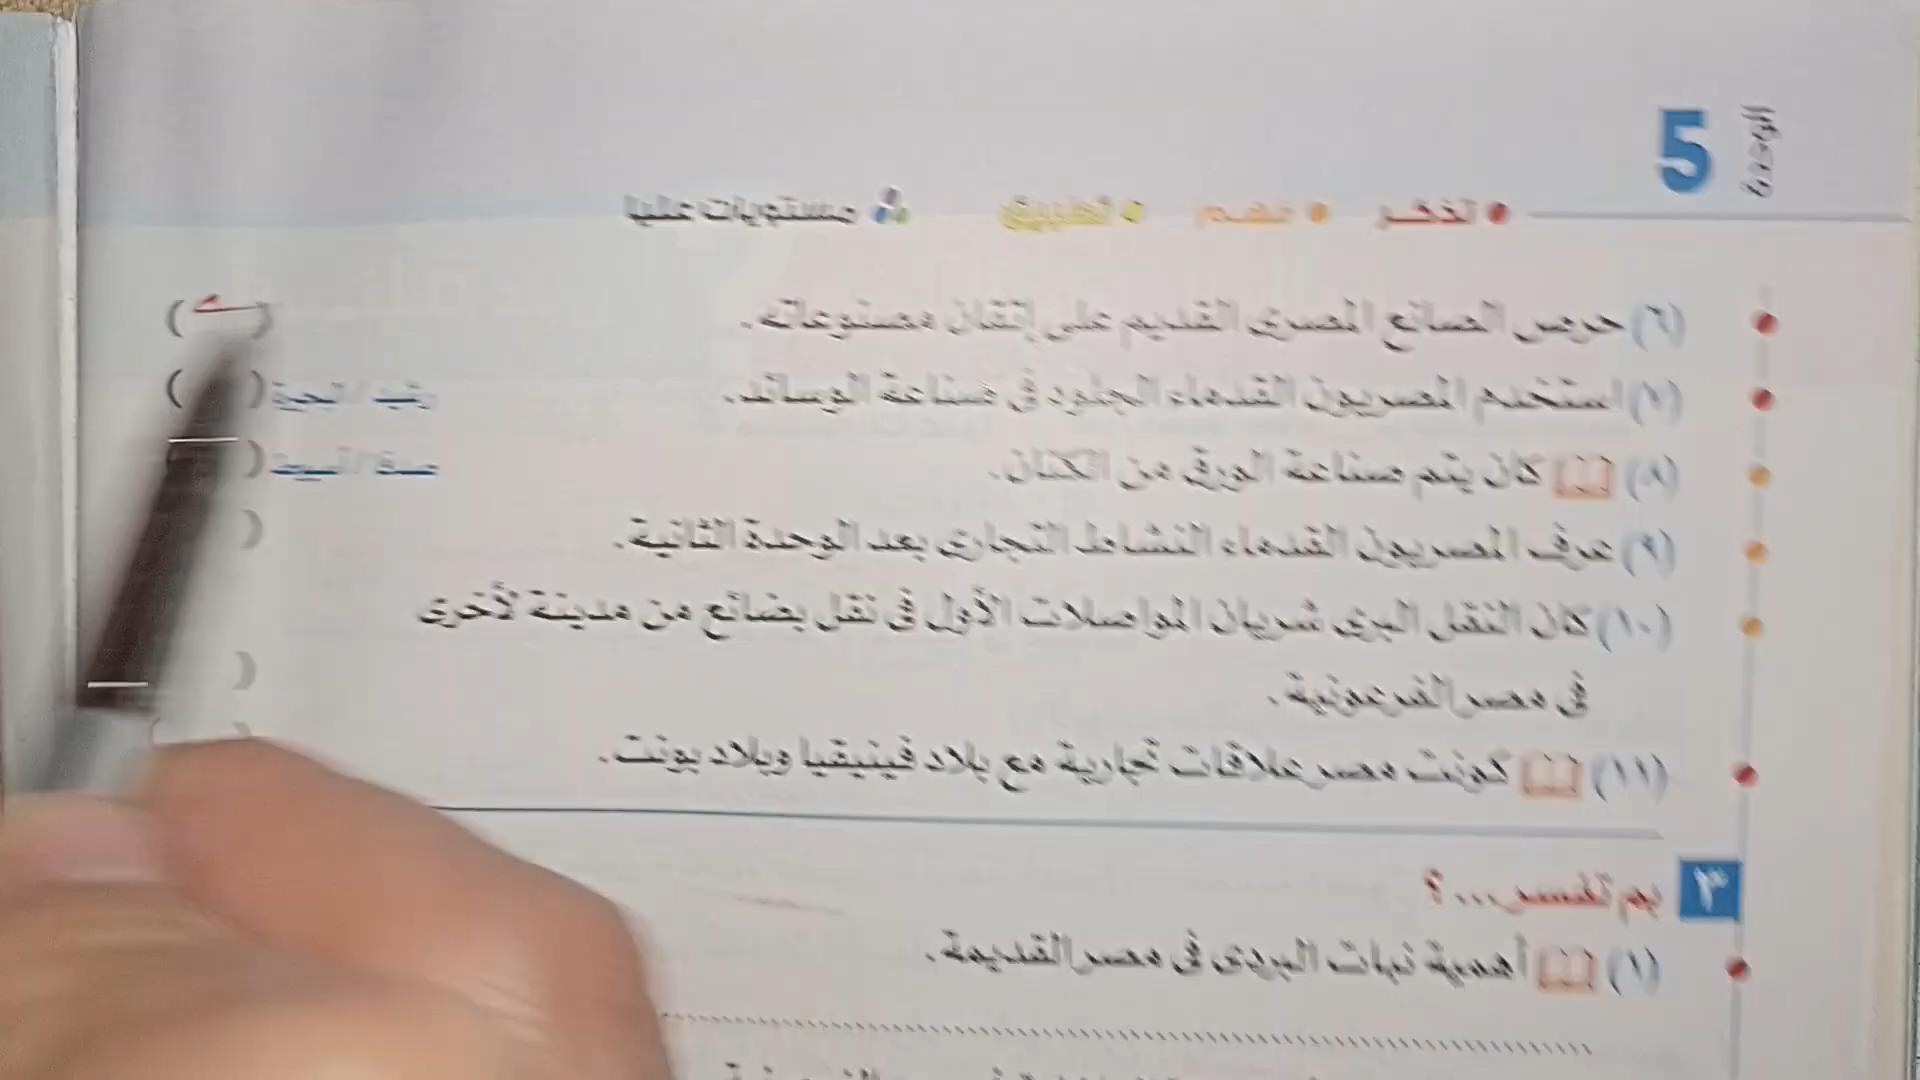 الوحدة 5
• تذكر • فهم • تطبيق مستويات عليا
(٦) حرص الصانع المصرى القديم على إتقان مصنوعاته. ( )
(٧) استخدم المصريون القدماء الجلود فى صناعة الوسائد. ( )
(٨) كان يتم صناعة الورق من الكتان. ( )
(٩) عرف المصريون القدماء النشاط التجارى بعد الوحدة الثانية. (
(١٠) كان النقل البرى شريان المواصلات الأول فى نقل بضائع من مدينة لأخرى
فى مصر الفرعونية. (
(١١) كونت مصر علاقات تجارية مع بلاد فينيقيا وبلاد بونت.
٣ بم تفسر...؟
(١) أهمية نبات البردى فى مصر القديمة.